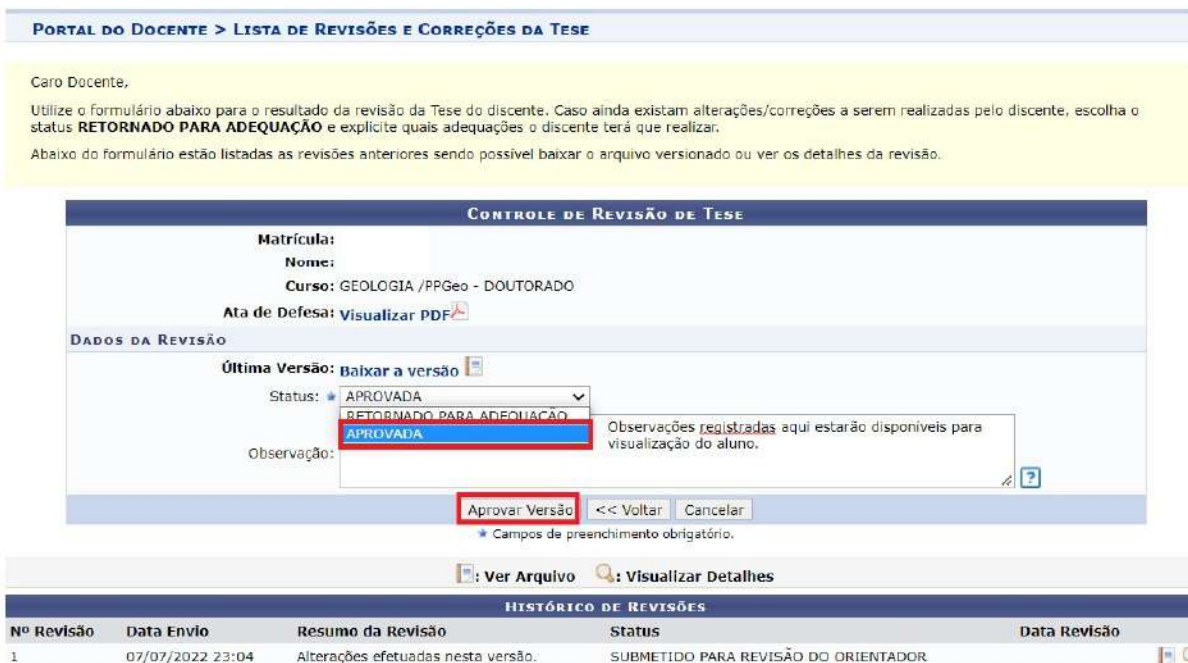 PORTAL DO DOCENTE > LISTA DE REVISÕES E CORREÇÕES DA TESE
Caro Docente,
Utilize o formulário abaixo para o resultado da revisão da Tese do discente. Caso ainda existam alterações/correções a serem realizadas pelo discente, escolha o
status RETORNADO PARA ADEQUAÇÃO e explicite quais adequações o discente terá que realizar.
Abaixo do formulário estão listadas as revisões anteriores sendo possível baixar o arquivo versionado ou ver os detalhes da revisão.
CONTROLE DE REVISÃO DE TESE
Matrícula:
Nome:
Curso: GEOLOGIA /PPGeo - DOUTORADO
Ata de Defesa: Visualizar PDF
DADOS DA REVISÃO
Última Versão: Baixar a versão
Status: ★ APROVADA
RETORNADO PARA ADEQUAÇÃO
APROVADA
Observação:
Observações registradas aqui estarão disponíveis para
visualização do aluno.
?
Aprovar Versão << Voltar Cancelar
★ Campos de preenchimento obrigatório.
: Ver Arquivo : Visualizar Detalhes
HISTÓRICO DE REVISÕES
Nº Revisão Data Envio Resumo da Revisão Status Data Revisão
1 07/07/2022 23:04 Alterações efetuadas nesta versão. SUBMETIDO PARA REVISÃO DO ORIENTADOR